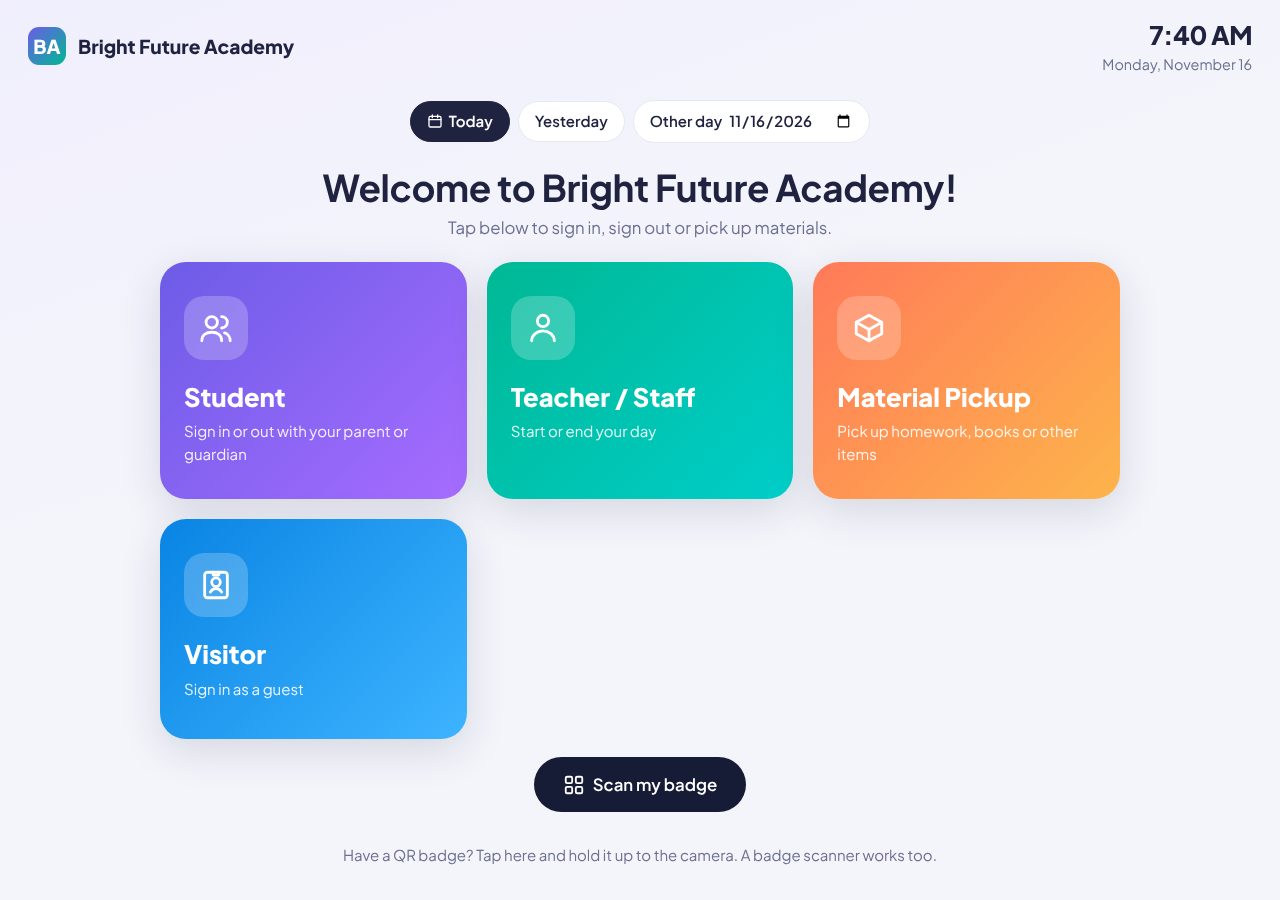 BA Bright Future Academy
7:40 AM
Monday, November 16
Today
Yesterday
Other day 11/16/2026
Welcome to Bright Future Academy!
Tap below to sign in, sign out or pick up materials.
Student
Sign in or out with your parent or
guardian
Teacher / Staff
Start or end your day
Material Pickup
Pick up homework, books or other
items
Visitor
Sign in as a guest
Scan my badge
Have a QR badge? Tap here and hold it up to the camera. A badge scanner works too.